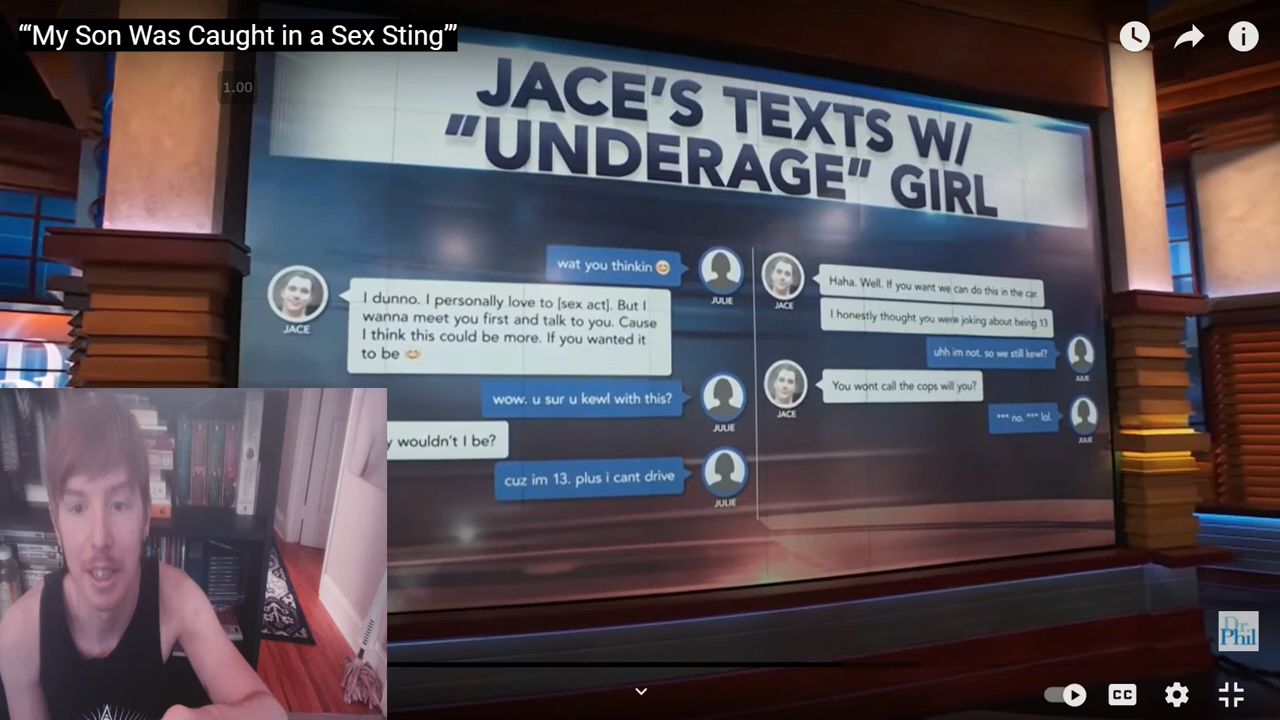 “‘My Son Was Caught in a Sex Sting’”
1.00
JACE’S TEXTS W/
“UNDERAGE” GIRL
wat you thinkin
JULIE
I dunno. I personally love to [sex act]. But I
wanna meet you first and talk to you. Cause
I think this could be more. If you wanted it
to be
JACE
wow. u sur u kewl with this?
JULIE
y wouldn’t I be?
cuz im 13. plus i cant drive
JULIE
Haha. Well. If you want we can do this in the car.
JACE
I honestly thought you were joking about being 13
uhh im not. so we still kewl?
JULIE
You wont call the cops will you?
JACE
*** no. *** lol.
JULIE
Dr.
Phil
CC